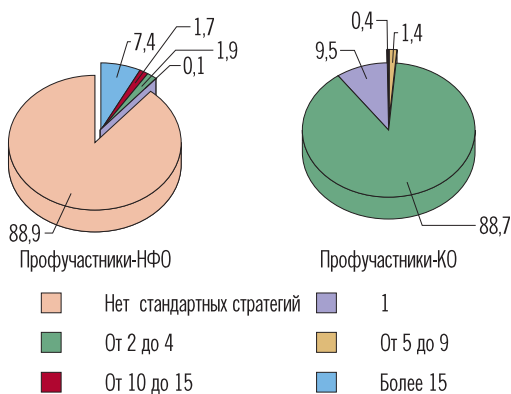 7,4
1,7
1,9
0,1
88,9
Профучастники-НФО
0,4
1,4
9,5
88,7
Профучастники-КО
Нет стандартных стратегий
1
От 2 до 4
От 5 до 9
От 10 до 15
Более 15